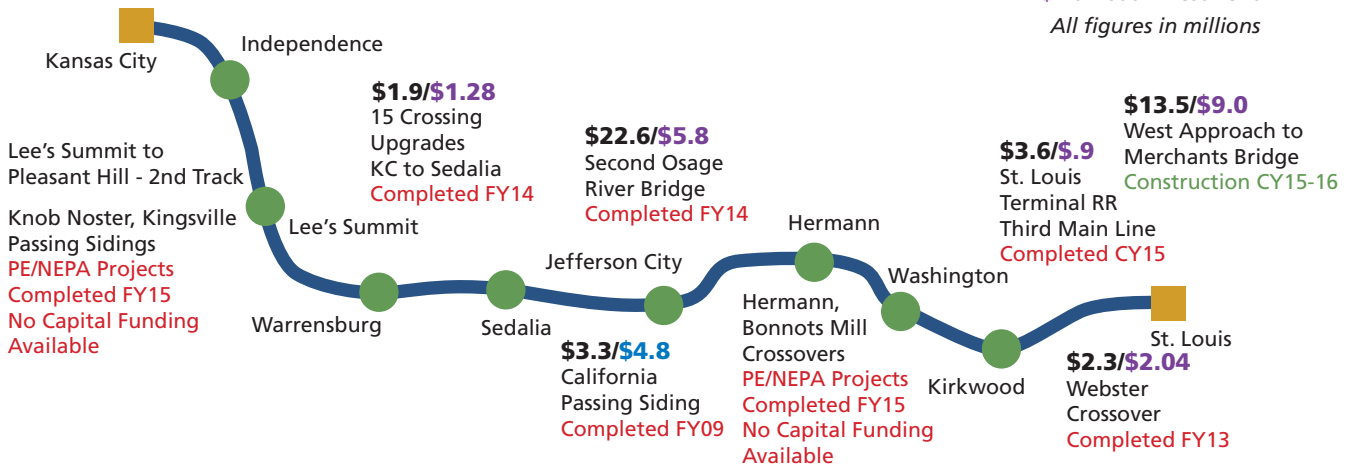 All figures in millions
Kansas City
Independence
$1.9/$1.28
15 Crossing
Upgrades
KC to Sedalia
Completed FY14
$22.6/$5.8
Second Osage
River Bridge
Completed FY14
$3.6/$.9
St. Louis
Terminal RR
Third Main Line
Completed CY15
$13.5/$9.0
West Approach to
Merchants Bridge
Construction CY15-16
Lee's Summit to
Pleasant Hill - 2nd Track
Knob Noster, Kingsville
Passing Sidings
PE/NEPA Projects
Completed FY15
No Capital Funding
Available
Lee's Summit
Warrensburg
Sedalia
Jefferson City
Hermann
Washington
Kirkwood
St. Louis
$3.3/$4.8
California
Passing Siding
Completed FY09
Hermann,
Bonnots Mill
Crossovers
PE/NEPA Projects
Completed FY15
No Capital Funding
Available
$2.3/$2.04
Webster
Crossover
Completed FY13